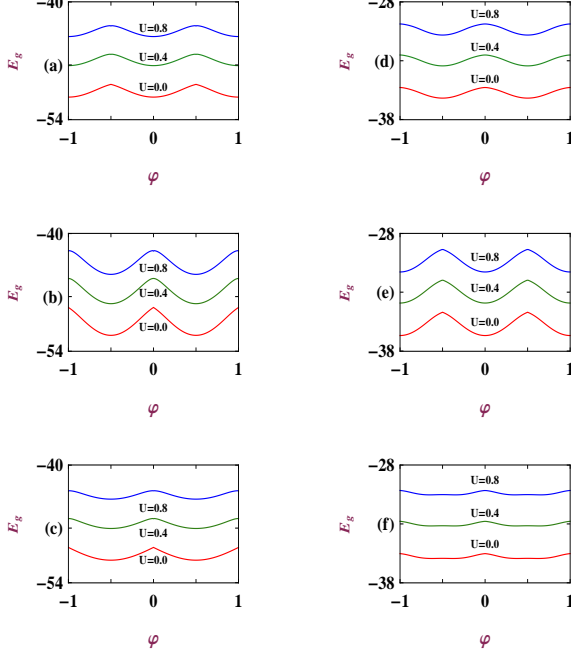 −40
E_g
(a)
U=0.8
U=0.4
U=0.0
−54
−1 0 1
φ
−28
E_g
(d)
U=0.8
U=0.4
U=0.0
−38
−1 0 1
φ
−40
E_g
(b)
U=0.8
U=0.4
U=0.0
−54
−1 0 1
φ
−28
E_g
(e)
U=0.8
U=0.4
U=0.0
−38
−1 0 1
φ
−40
E_g
(c)
U=0.8
U=0.4
U=0.0
−54
−1 0 1
φ
−28
E_g
(f)
U=0.8
U=0.4
U=0.0
−38
−1 0 1
φ